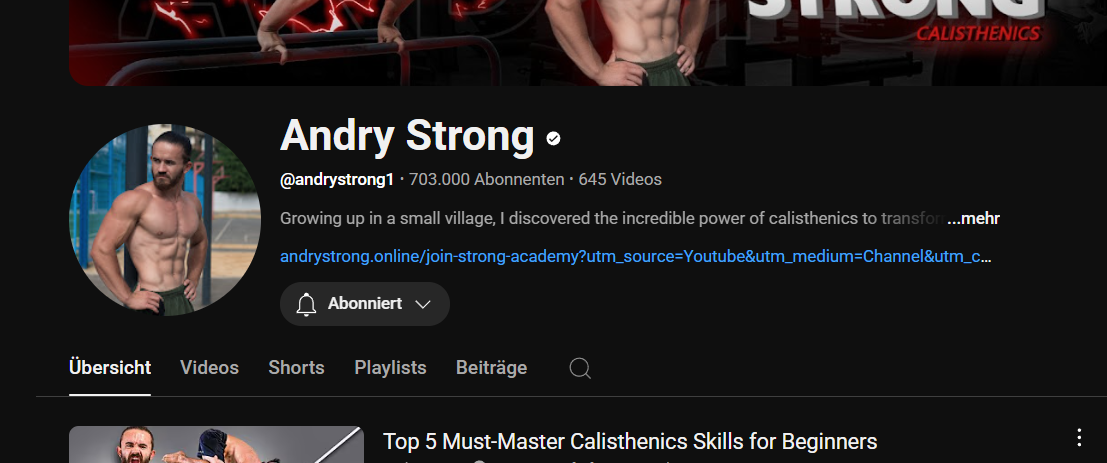 STRONG
CALISTHENICS
Andry Strong
@andrystrong1 · 703.000 Abonnenten · 645 Videos
Growing up in a small village, I discovered the incredible power of calisthenics to transfor ...mehr
andrystrong.online/join-strong-academy?utm_source=Youtube&utm_medium=Channel&utm_c...
Abonniert
Übersicht Videos Shorts Playlists Beiträge
Top 5 Must-Master Calisthenics Skills for Beginners